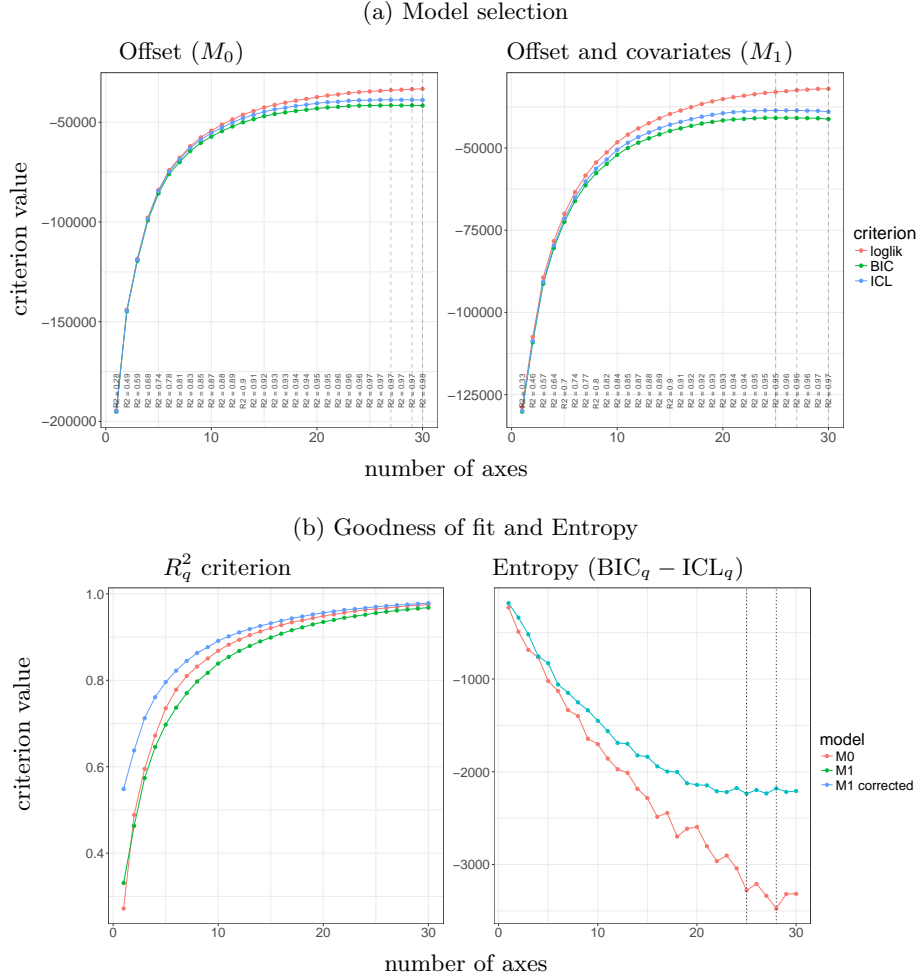 (a) Model selection
Offset (M₀)
Offset and covariates (M₁)
criterion value
−50000
−100000
−150000
−200000
R2 = 0.28
R2 = 0.49
R2 = 0.59
R2 = 0.68
R2 = 0.74
R2 = 0.78
R2 = 0.81
R2 = 0.83
R2 = 0.85
R2 = 0.87
R2 = 0.88
R2 = 0.89
R2 = 0.9
R2 = 0.91
R2 = 0.92
R2 = 0.93
R2 = 0.93
R2 = 0.94
R2 = 0.94
R2 = 0.95
R2 = 0.95
R2 = 0.96
R2 = 0.96
R2 = 0.96
R2 = 0.97
R2 = 0.97
R2 = 0.97
R2 = 0.97
R2 = 0.97
R2 = 0.98
0 10 20 30
−50000
−75000
−100000
−125000
R2 = 0.33
R2 = 0.46
R2 = 0.57
R2 = 0.64
R2 = 0.7
R2 = 0.74
R2 = 0.77
R2 = 0.8
R2 = 0.82
R2 = 0.84
R2 = 0.85
R2 = 0.87
R2 = 0.88
R2 = 0.89
R2 = 0.9
R2 = 0.91
R2 = 0.92
R2 = 0.92
R2 = 0.93
R2 = 0.93
R2 = 0.94
R2 = 0.94
R2 = 0.95
R2 = 0.95
R2 = 0.95
R2 = 0.96
R2 = 0.96
R2 = 0.96
R2 = 0.97
R2 = 0.97
0 10 20 30
criterion
loglik
BIC
ICL
number of axes
(b) Goodness of fit and Entropy
R²_q criterion
Entropy (BIC_q − ICL_q)
criterion value
1.0
0.8
0.6
0.4
0 10 20 30
−1000
−2000
−3000
0 10 20 30
model
M0
M1
M1 corrected
number of axes